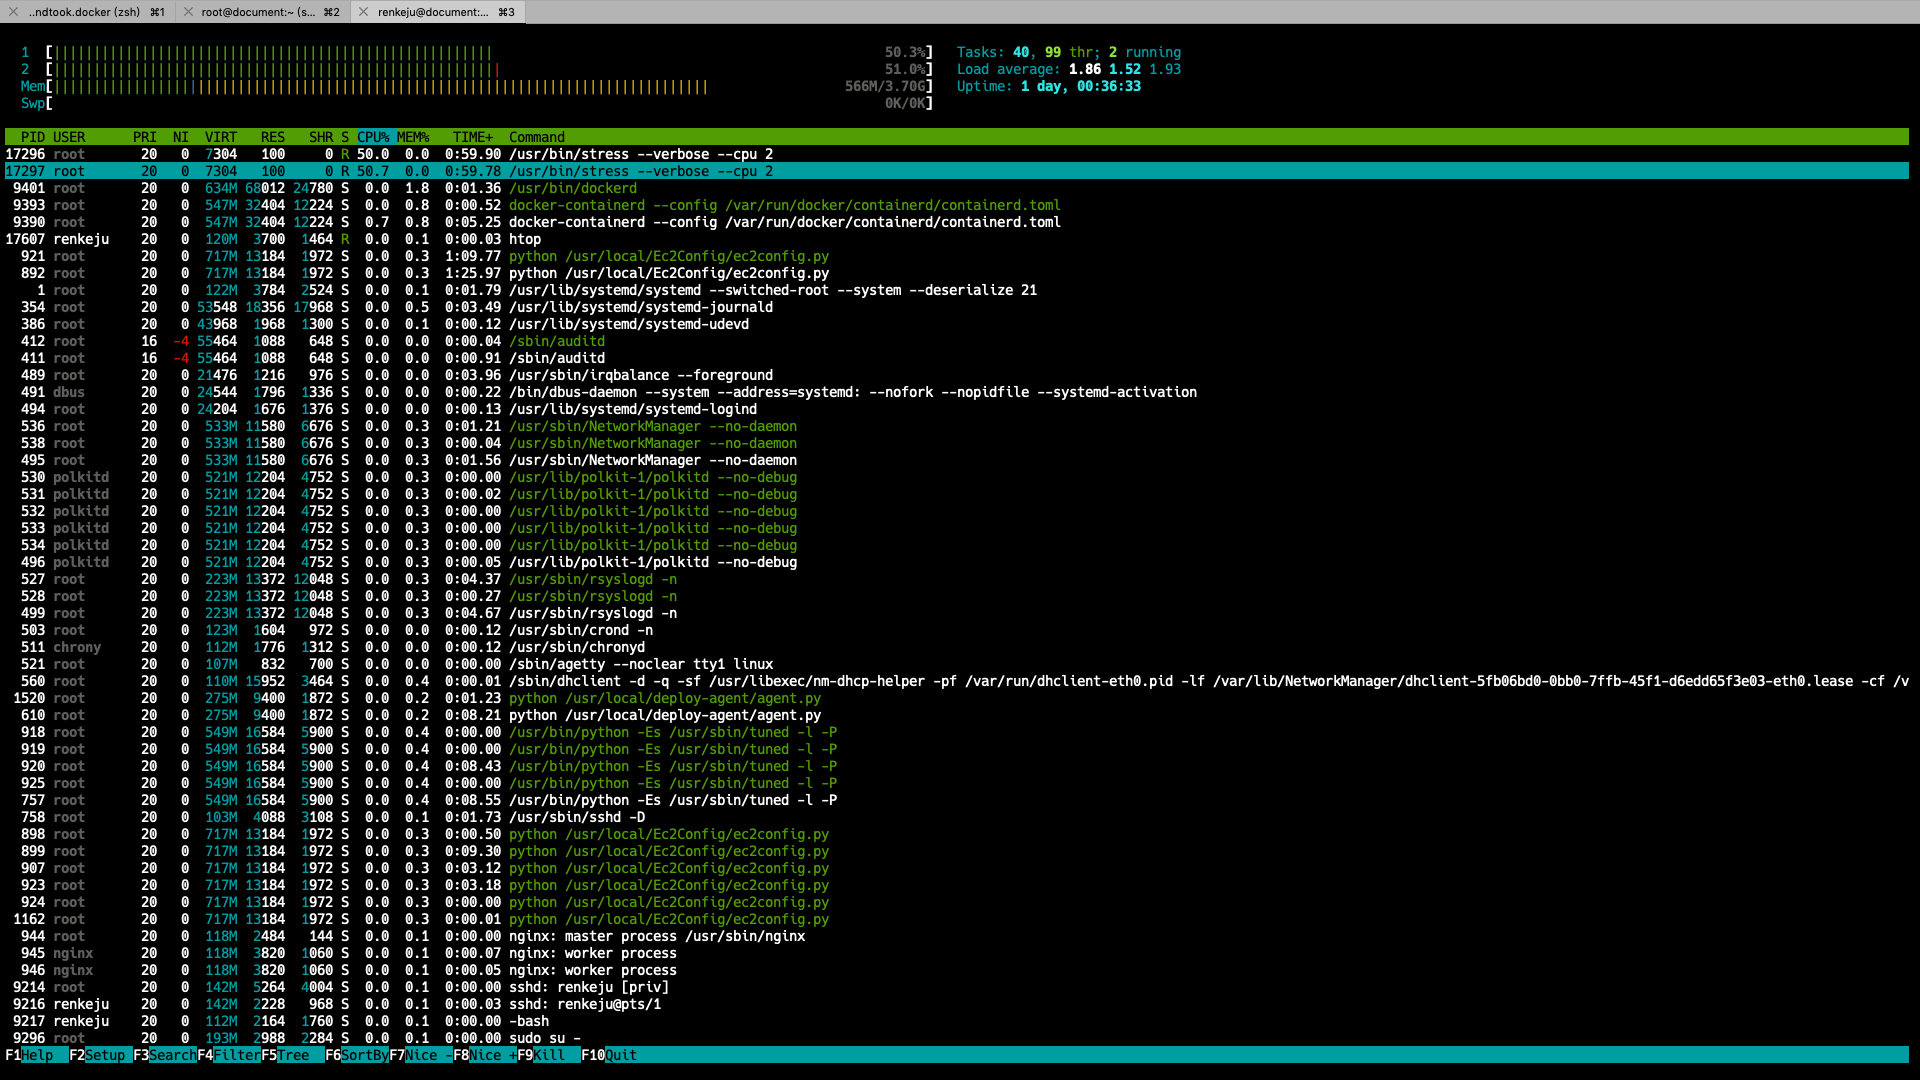 ..ndtook.docker (zsh) ⌘1 root@document:~ (s... ⌘2 renkeju@document:... ⌘3
1 [ 50.3%] Tasks: 40, 99 thr; 2 running
2 [ 51.0%] Load average: 1.86 1.52 1.93
Mem[ 566M/3.70G] Uptime: 1 day, 00:36:33
Swp[ 0K/0K]
PID USER PRI NI VIRT RES SHR S CPU% MEM% TIME+ Command
17296 root 20 0 7304 100 0 R 50.0 0.0 0:59.90 /usr/bin/stress --verbose --cpu 2
17297 root 20 0 7304 100 0 R 50.7 0.0 0:59.78 /usr/bin/stress --verbose --cpu 2
9401 root 20 0 634M 68012 24780 S 0.0 1.8 0:01.36 /usr/bin/dockerd
9393 root 20 0 547M 32404 12224 S 0.0 0.8 0:00.52 docker-containerd --config /var/run/docker/containerd/containerd.toml
9390 root 20 0 547M 32404 12224 S 0.7 0.8 0:05.25 docker-containerd --config /var/run/docker/containerd/containerd.toml
17607 renkeju 20 0 120M 3700 1464 R 0.0 0.1 0:00.03 htop
921 root 20 0 717M 13184 1972 S 0.0 0.3 1:09.77 python /usr/local/Ec2Config/ec2config.py
892 root 20 0 717M 13184 1972 S 0.0 0.3 1:25.97 python /usr/local/Ec2Config/ec2config.py
1 root 20 0 122M 3784 2524 S 0.0 0.1 0:01.79 /usr/lib/systemd/systemd --switched-root --system --deserialize 21
354 root 20 0 53548 18356 17968 S 0.0 0.5 0:03.49 /usr/lib/systemd/systemd-journald
386 root 20 0 43968 1968 1300 S 0.0 0.1 0:00.12 /usr/lib/systemd/systemd-udevd
412 root 16 -4 55464 1088 648 S 0.0 0.0 0:00.04 /sbin/auditd
411 root 16 -4 55464 1088 648 S 0.0 0.0 0:00.91 /sbin/auditd
489 root 20 0 21476 1216 976 S 0.0 0.0 0:03.96 /usr/sbin/irqbalance --foreground
491 dbus 20 0 24544 1796 1336 S 0.0 0.0 0:00.22 /bin/dbus-daemon --system --address=systemd: --nofork --nopidfile --systemd-activation
494 root 20 0 24204 1676 1376 S 0.0 0.0 0:00.13 /usr/lib/systemd/systemd-logind
536 root 20 0 533M 11580 6676 S 0.0 0.3 0:01.21 /usr/sbin/NetworkManager --no-daemon
538 root 20 0 533M 11580 6676 S 0.0 0.3 0:00.04 /usr/sbin/NetworkManager --no-daemon
495 root 20 0 533M 11580 6676 S 0.0 0.3 0:01.56 /usr/sbin/NetworkManager --no-daemon
530 polkitd 20 0 521M 12204 4752 S 0.0 0.3 0:00.00 /usr/lib/polkit-1/polkitd --no-debug
531 polkitd 20 0 521M 12204 4752 S 0.0 0.3 0:00.02 /usr/lib/polkit-1/polkitd --no-debug
532 polkitd 20 0 521M 12204 4752 S 0.0 0.3 0:00.00 /usr/lib/polkit-1/polkitd --no-debug
533 polkitd 20 0 521M 12204 4752 S 0.0 0.3 0:00.00 /usr/lib/polkit-1/polkitd --no-debug
534 polkitd 20 0 521M 12204 4752 S 0.0 0.3 0:00.00 /usr/lib/polkit-1/polkitd --no-debug
496 polkitd 20 0 521M 12204 4752 S 0.0 0.3 0:00.05 /usr/lib/polkit-1/polkitd --no-debug
527 root 20 0 223M 13372 12048 S 0.0 0.3 0:04.37 /usr/sbin/rsyslogd -n
528 root 20 0 223M 13372 12048 S 0.0 0.3 0:00.27 /usr/sbin/rsyslogd -n
499 root 20 0 223M 13372 12048 S 0.0 0.3 0:04.67 /usr/sbin/rsyslogd -n
503 root 20 0 123M 1604 972 S 0.0 0.0 0:00.12 /usr/sbin/crond -n
511 chrony 20 0 112M 1776 1312 S 0.0 0.0 0:00.12 /usr/sbin/chronyd
521 root 20 0 107M 832 700 S 0.0 0.0 0:00.00 /sbin/agetty --noclear tty1 linux
560 root 20 0 110M 15952 3464 S 0.0 0.4 0:00.01 /sbin/dhclient -d -q -sf /usr/libexec/nm-dhcp-helper -pf /var/run/dhclient-eth0.pid -lf /var/lib/NetworkManager/dhclient-5fb06bd0-0bb0-7ffb-45f1-d6edd65f3e03-eth0.lease -cf /v
1520 root 20 0 275M 9400 1872 S 0.0 0.2 0:01.23 python /usr/local/deploy-agent/agent.py
610 root 20 0 275M 9400 1872 S 0.0 0.2 0:08.21 python /usr/local/deploy-agent/agent.py
918 root 20 0 549M 16584 5900 S 0.0 0.4 0:00.00 /usr/bin/python -Es /usr/sbin/tuned -l -P
919 root 20 0 549M 16584 5900 S 0.0 0.4 0:00.00 /usr/bin/python -Es /usr/sbin/tuned -l -P
920 root 20 0 549M 16584 5900 S 0.0 0.4 0:08.43 /usr/bin/python -Es /usr/sbin/tuned -l -P
925 root 20 0 549M 16584 5900 S 0.0 0.4 0:00.00 /usr/bin/python -Es /usr/sbin/tuned -l -P
757 root 20 0 549M 16584 5900 S 0.0 0.4 0:08.55 /usr/bin/python -Es /usr/sbin/tuned -l -P
758 root 20 0 103M 4088 3108 S 0.0 0.1 0:01.73 /usr/sbin/sshd -D
898 root 20 0 717M 13184 1972 S 0.0 0.3 0:00.50 python /usr/local/Ec2Config/ec2config.py
899 root 20 0 717M 13184 1972 S 0.0 0.3 0:09.30 python /usr/local/Ec2Config/ec2config.py
907 root 20 0 717M 13184 1972 S 0.0 0.3 0:03.12 python /usr/local/Ec2Config/ec2config.py
923 root 20 0 717M 13184 1972 S 0.0 0.3 0:03.18 python /usr/local/Ec2Config/ec2config.py
924 root 20 0 717M 13184 1972 S 0.0 0.3 0:00.00 python /usr/local/Ec2Config/ec2config.py
1162 root 20 0 717M 13184 1972 S 0.0 0.3 0:00.01 python /usr/local/Ec2Config/ec2config.py
944 root 20 0 118M 2484 144 S 0.0 0.1 0:00.00 nginx: master process /usr/sbin/nginx
945 nginx 20 0 118M 3820 1060 S 0.0 0.1 0:00.07 nginx: worker process
946 nginx 20 0 118M 3820 1060 S 0.0 0.1 0:00.05 nginx: worker process
9214 root 20 0 142M 5264 4004 S 0.0 0.1 0:00.00 sshd: renkeju [priv]
9216 renkeju 20 0 142M 2228 968 S 0.0 0.1 0:00.03 sshd: renkeju@pts/1
9217 renkeju 20 0 112M 2164 1760 S 0.0 0.1 0:00.00 -bash
9296 root 20 0 193M 2988 2284 S 0.0 0.1 0:00.00 sudo su -
F1Help F2Setup F3SearchF4FilterF5Tree F6SortByF7Nice -F8Nice +F9Kill F10Quit